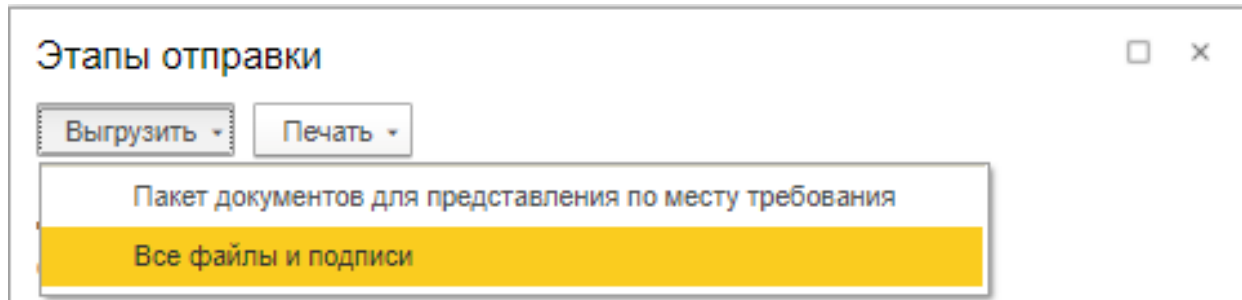 Этапы отправки
Выгрузить Печать
Пакет документов для представления по месту требования
Все файлы и подписи